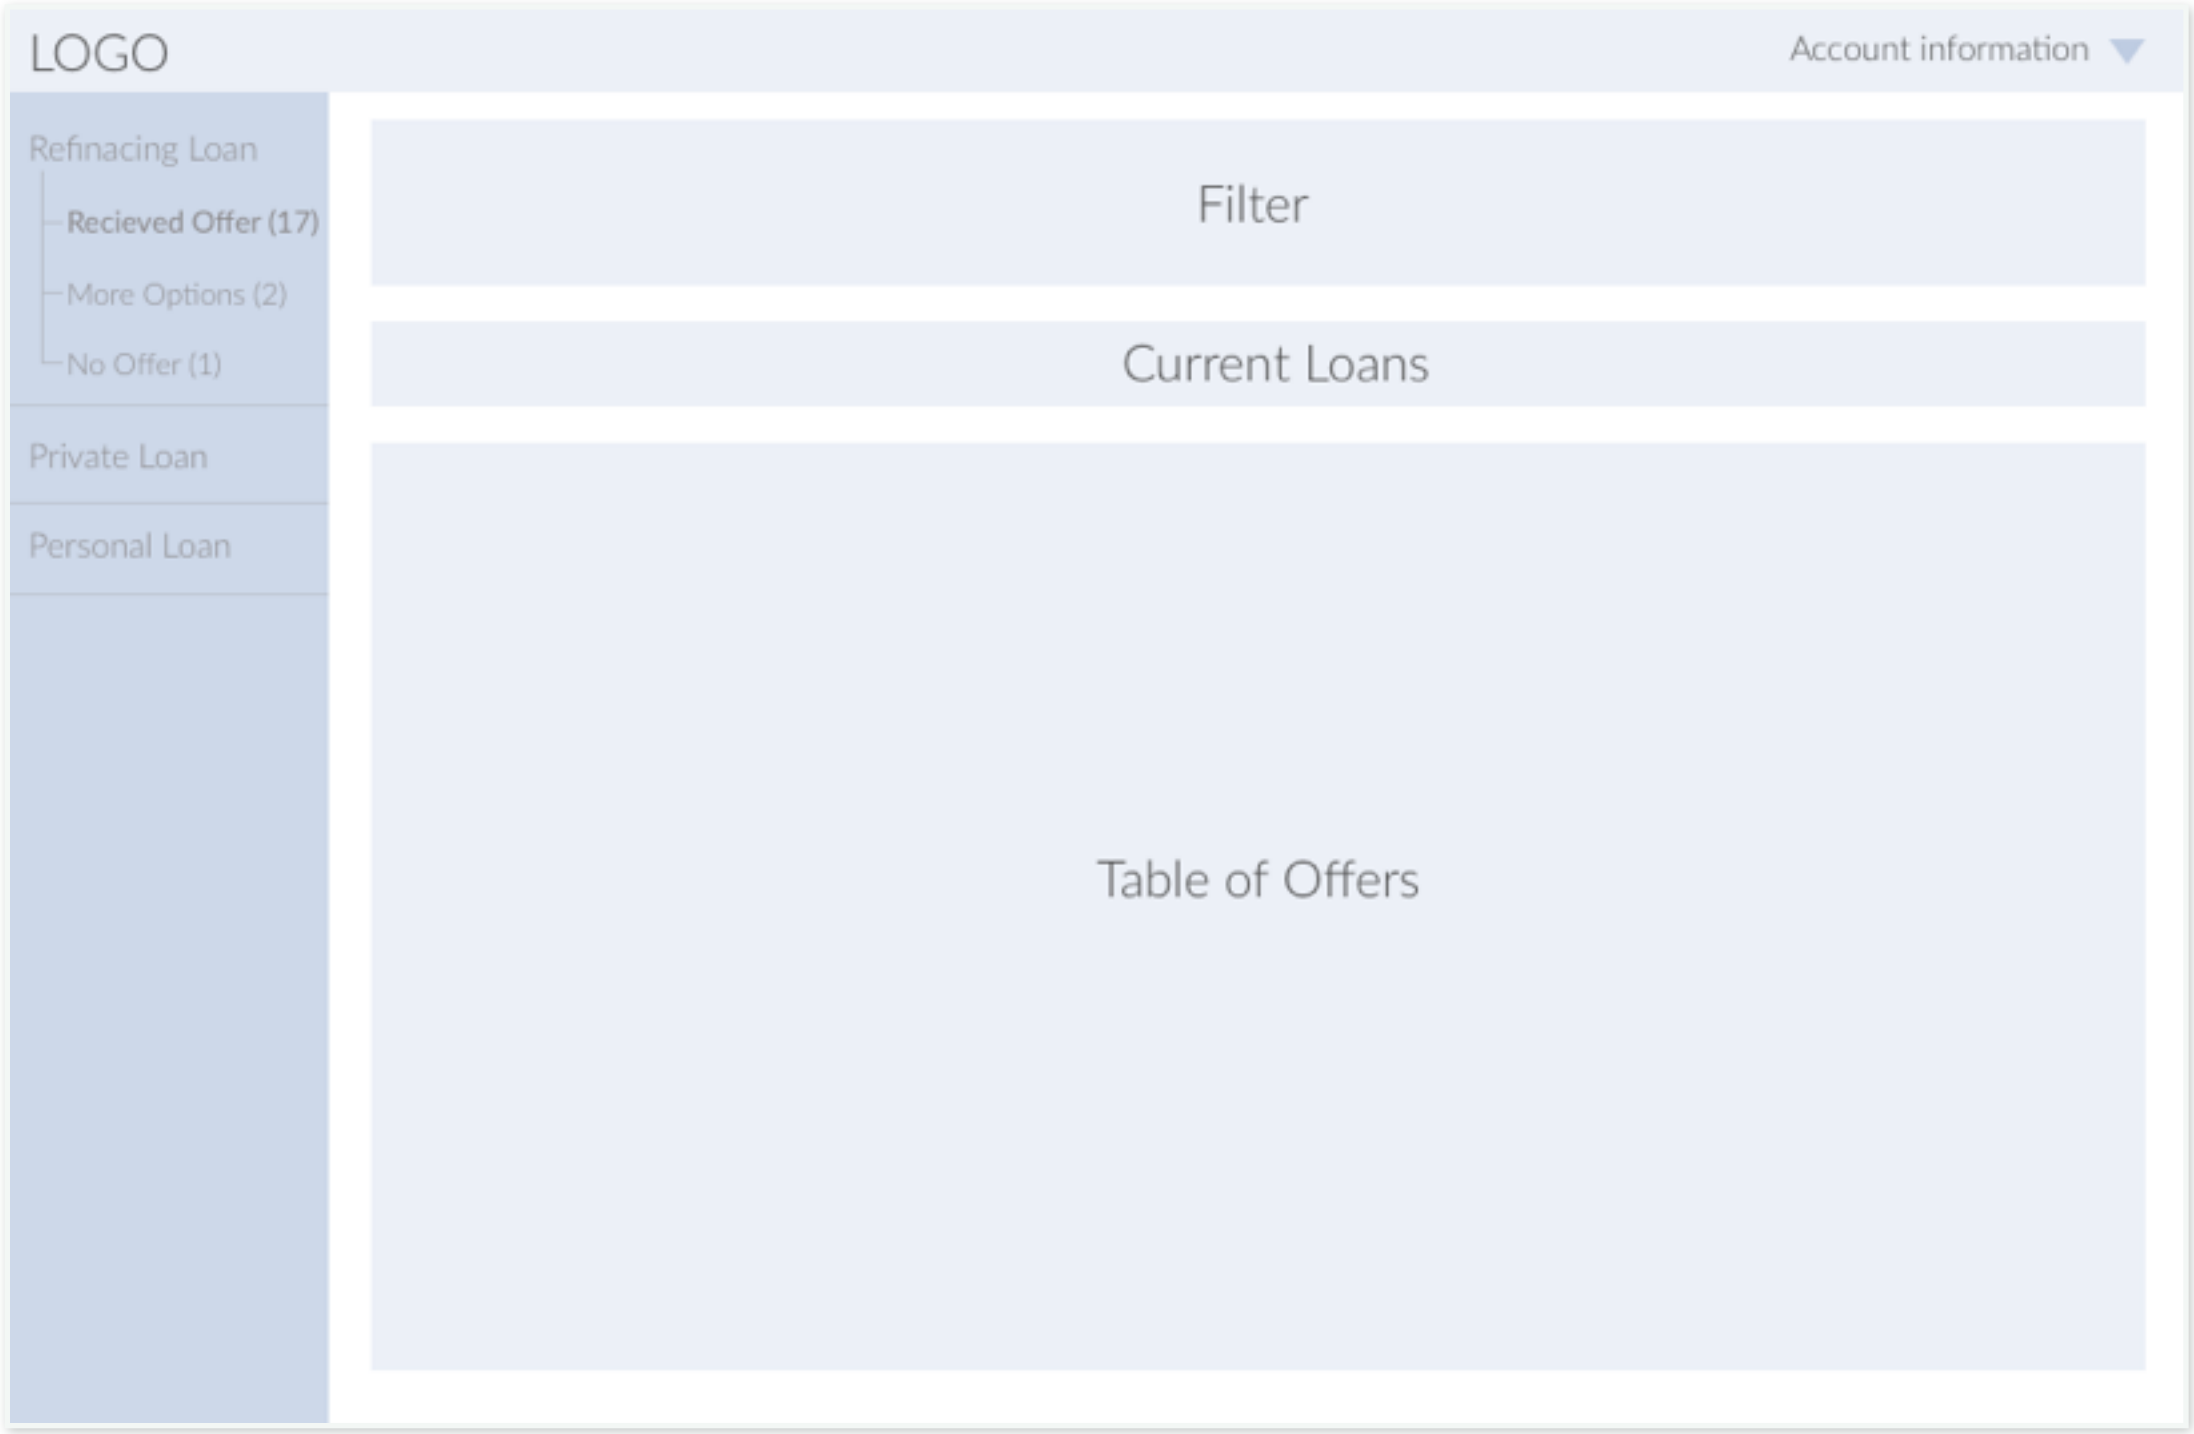 LOGO
Account information
Refinacing Loan
Recieved Offer (17)
More Options (2)
No Offer (1)
Private Loan
Personal Loan
Filter
Current Loans
Table of Offers